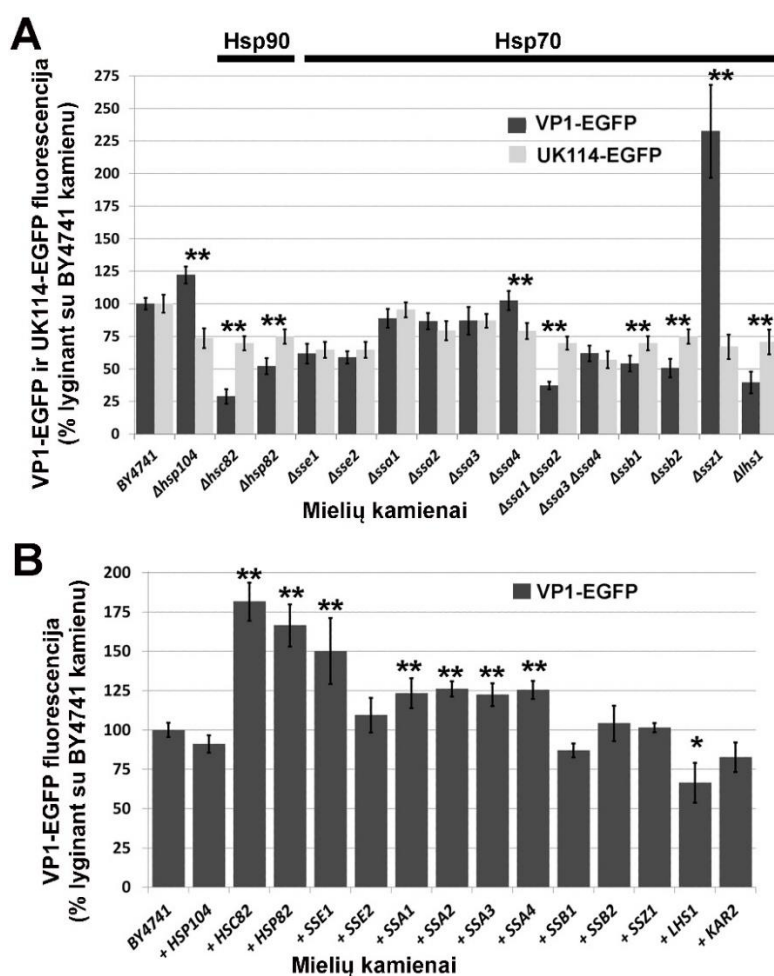 A
Hsp90
Hsp70
VP1-EGFP ir UK114-EGFP fluorescencija
(% lyginant su BY4741 kamienu)
275
250
225
200
175
150
125
100
75
50
25
0
VP1-EGFP
UK114-EGFP
**
**
**
**
**
**
**
**
**
BY4741
Δhsp104
Δhsc82
Δhsp82
Δsse1
Δsse2
Δssa1
Δssa2
Δssa3
Δssa4
Δssa1 Δssa2
Δssa3 Δssa4
Δssb1
Δssb2
Δssz1
Δlhs1
Mielių kamienai
B
VP1-EGFP fluorescencija
(% lyginant su BY4741 kamienu)
200
175
150
125
100
75
50
25
0
VP1-EGFP
**
**
**
**
**
**
**
*
BY4741
+ HSP104
+ HSC82
+ HSP82
+ SSE1
+ SSE2
+ SSA1
+ SSA2
+ SSA3
+ SSA4
+ SSB1
+ SSB2
+ SSZ1
+ LHS1
+ KAR2
Mielių kamienai